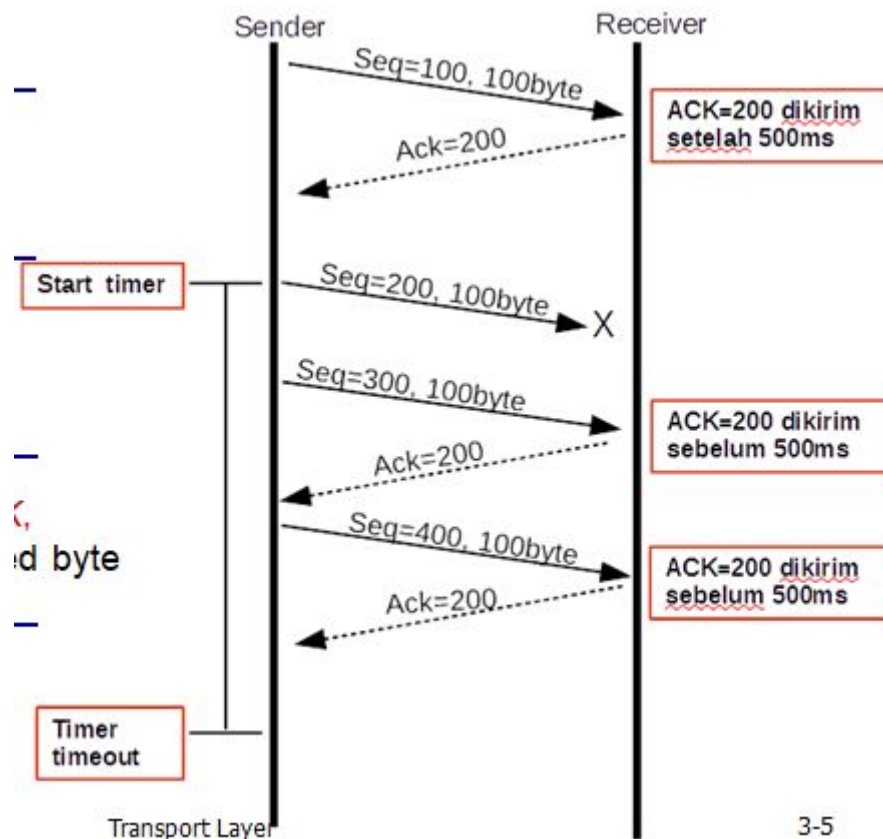 Sender
Receiver
Seq=100, 100byte
ACK=200 dikirim
setelah 500ms
Ack=200
Start timer
Seq=200, 100byte
X
Seq=300, 100byte
ACK=200 dikirim
sebelum 500ms
Ack=200
K,
ed byte
Seq=400, 100byte
ACK=200 dikirim
sebelum 500ms
Ack=200
Timer
timeout
Transport Layer
3-5